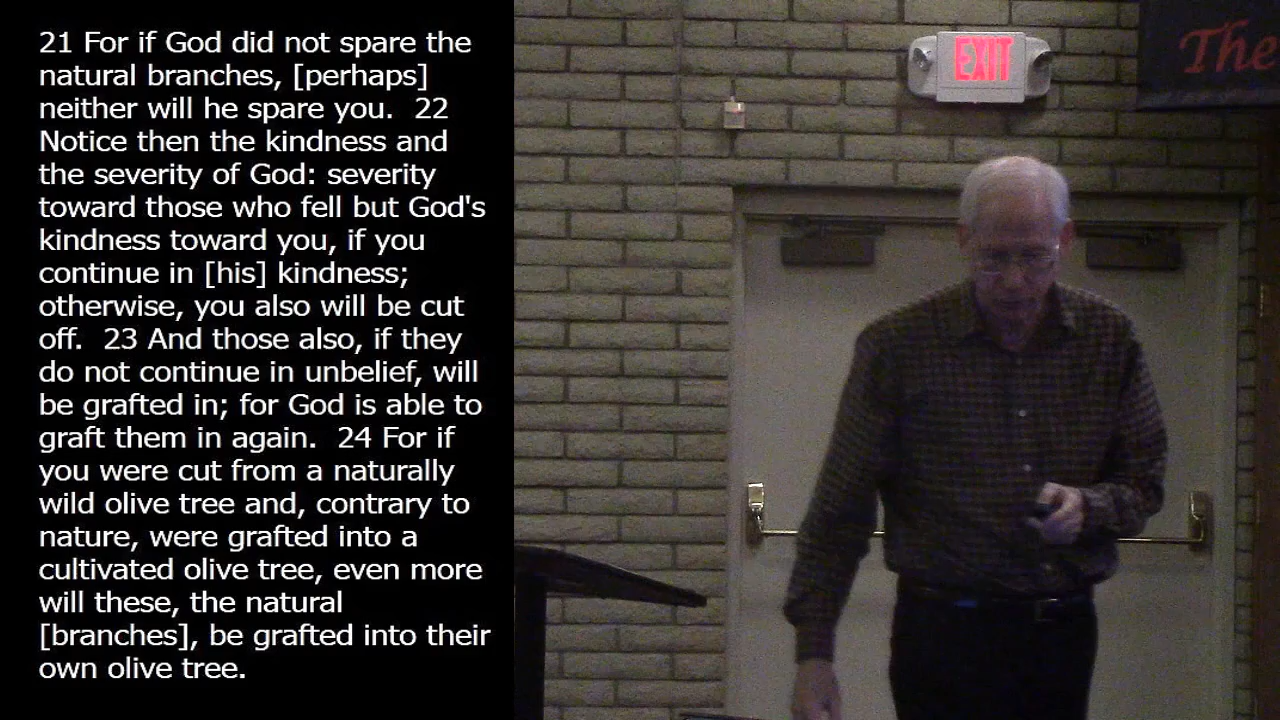 21 For if God did not spare the
natural branches, [perhaps]
neither will he spare you.  22
Notice then the kindness and
the severity of God: severity
toward those who fell but God's
kindness toward you, if you
continue in [his] kindness;
otherwise, you also will be cut
off.  23 And those also, if they
do not continue in unbelief, will
be grafted in; for God is able to
graft them in again.  24 For if
you were cut from a naturally
wild olive tree and, contrary to
nature, were grafted into a
cultivated olive tree, even more
will these, the natural
[branches], be grafted into their
own olive tree.
EXIT
The